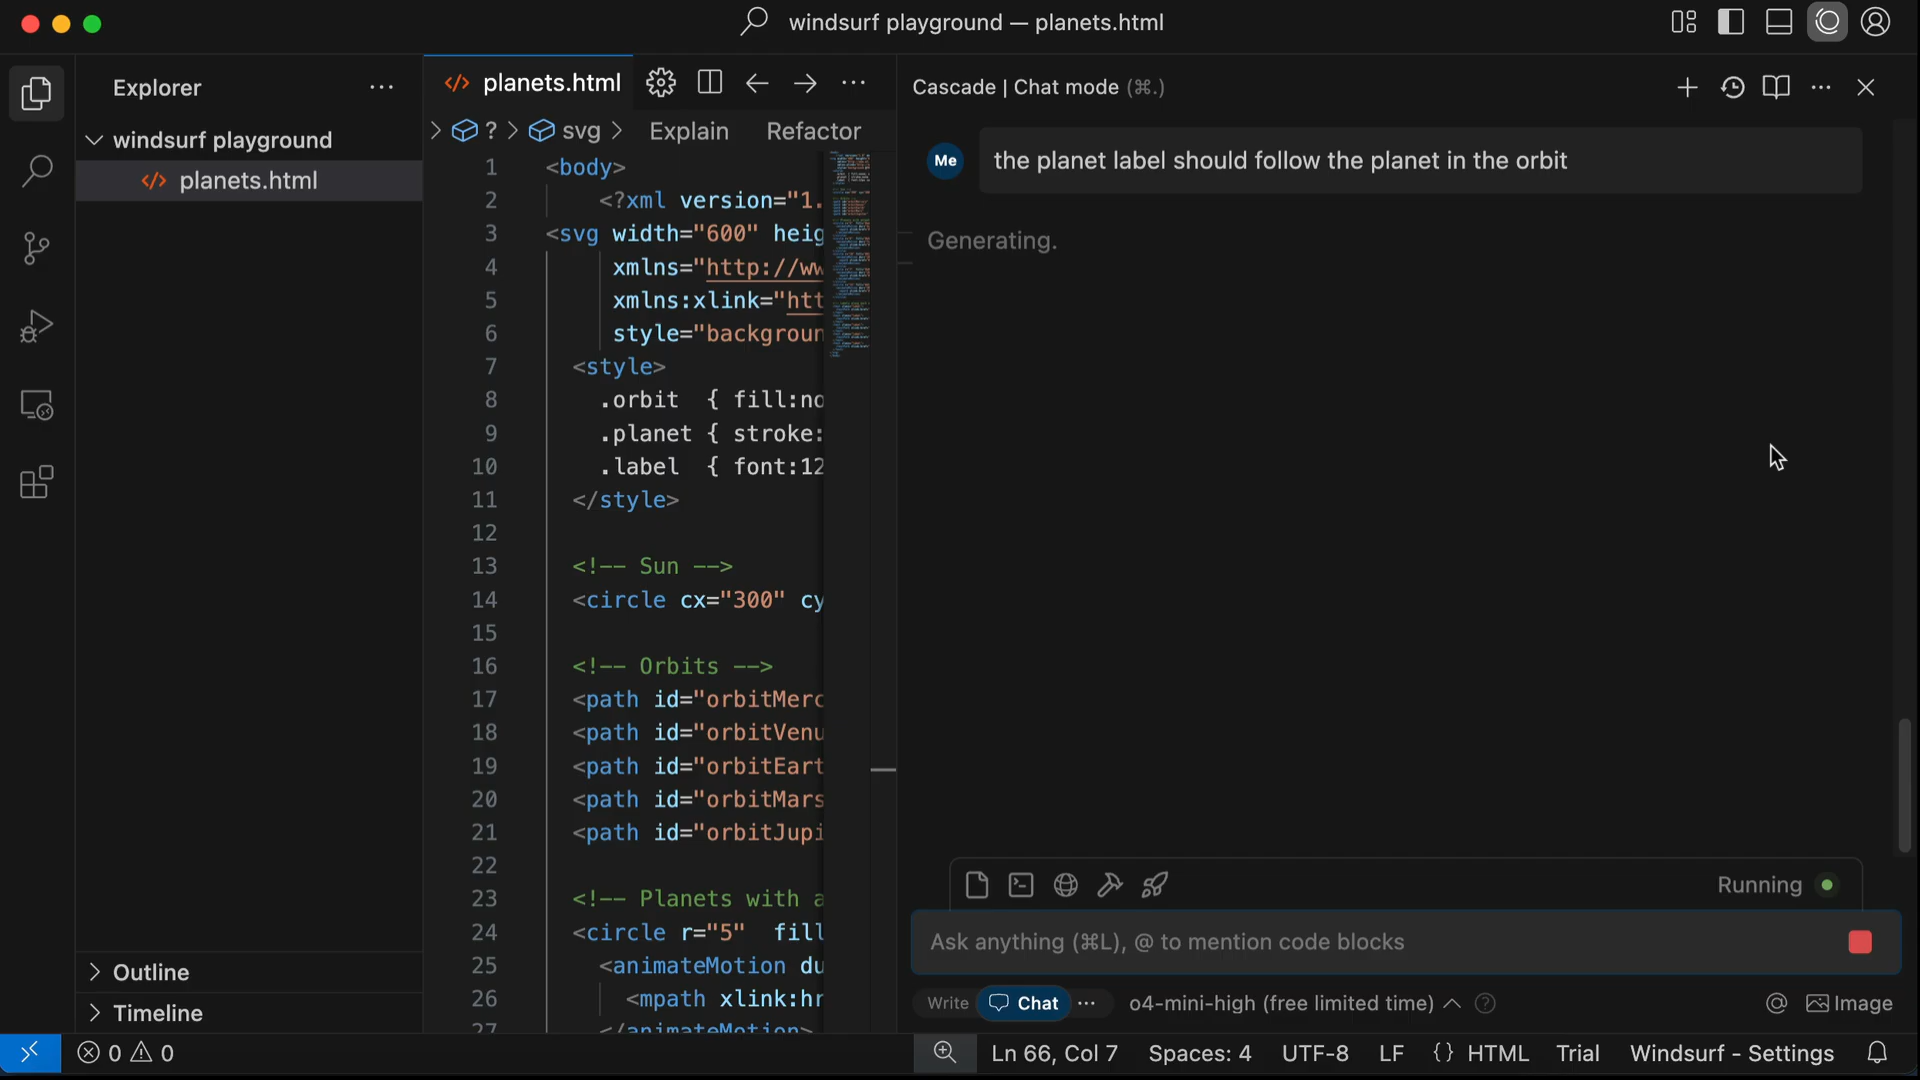 windsurf playground — planets.html
Explorer
windsurf playground
planets.html
Outline
Timeline
planets.html
? svg Explain Refactor
1 <body>
2 <?xml version="1.
3 <svg width="600" heig
4 xmlns="http://ww
5 xmlns:xlink="htt
6 style="backgroun
7 <style>
8 .orbit { fill:no
9 .planet { stroke:
10 .label { font:12
11 </style>
12
13 <!-- Sun -->
14 <circle cx="300" cy
15
16 <!-- Orbits -->
17 <path id="orbitMerc
18 <path id="orbitVenu
19 <path id="orbitEart
20 <path id="orbitMars
21 <path id="orbitJupi
22
23 <!-- Planets with a
24 <circle r="5" fill
25 <animateMotion du
26 <mpath xlink:hr
27 </animateMotion>
Cascade | Chat mode (⌘.)
Me the planet label should follow the planet in the orbit
Generating.
Running
Ask anything (⌘L), @ to mention code blocks
Write Chat ··· o4-mini-high (free limited time) ? @ Image
0 0 Ln 66, Col 7 Spaces: 4 UTF-8 LF {} HTML Trial Windsurf - Settings